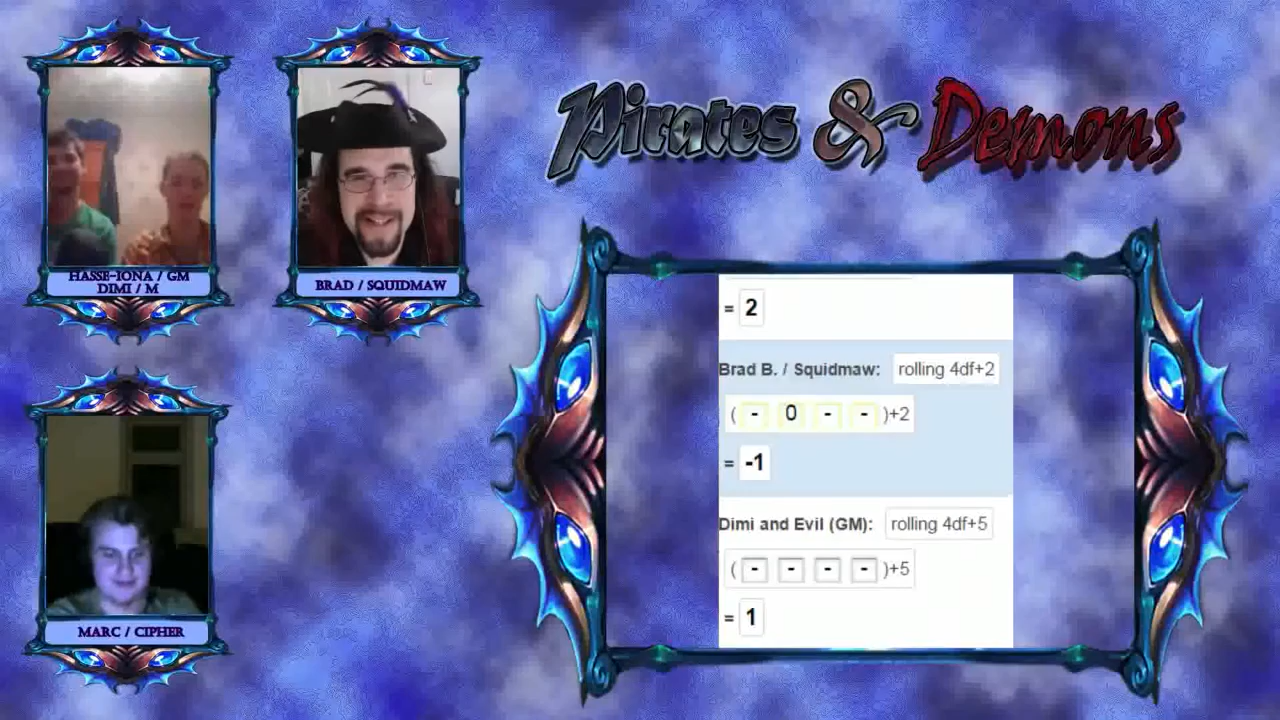 Pirates & Demons
HASSE-IONA / GM
DIMI / M
BRAD / SQUIDMAW
MARC / CIPHER
= 2
Brad B. / Squidmaw: rolling 4df+2
( - 0 - - )+2
= -1
Dimi and Evil (GM): rolling 4df+5
( - - - - )+5
= 1